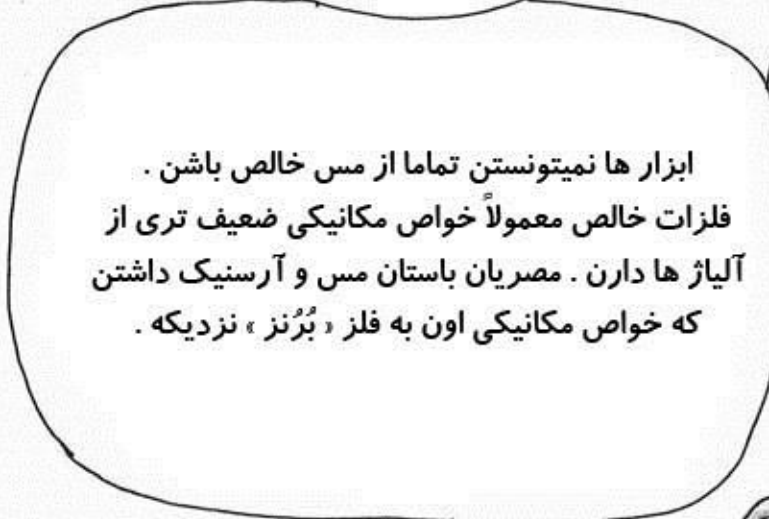 ابزار ها نمیتونستن تماما از مس خالص باشن .
فلزات خالص معمولاً خواص مکانیکی ضعیف تری از
آلیاژ ها دارن . مصریان باستان مس و آرسنیک داشتن
که خواص مکانیکی اون به فلز « بُرُنز » نزدیکه .